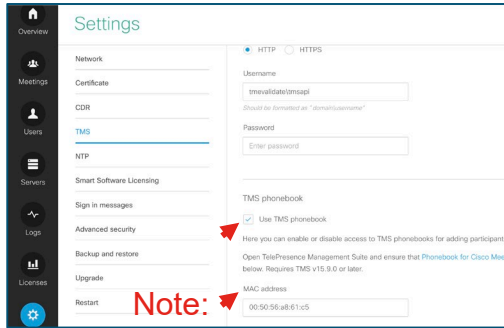 Settings
Overview
Meetings
Users
Servers
Logs
Licenses
Network
Certificate
CDR
TMS
NTP
Smart Software Licensing
Sign in messages
Advanced security
Backup and restore
Upgrade
Restart
HTTP HTTPS
Username
tmevalidate\tmsapi
Should be formatted as "domain\username"
Password
Enter password
TMS phonebook
Use TMS phonebook
Here you can enable or disable access to TMS phonebooks for adding participant
Open TelePresence Management Suite and ensure that Phonebook for Cisco Mee
below. Requires TMS v15.9.0 or later.
Note:
MAC address
00:50:56:a8:61:c5